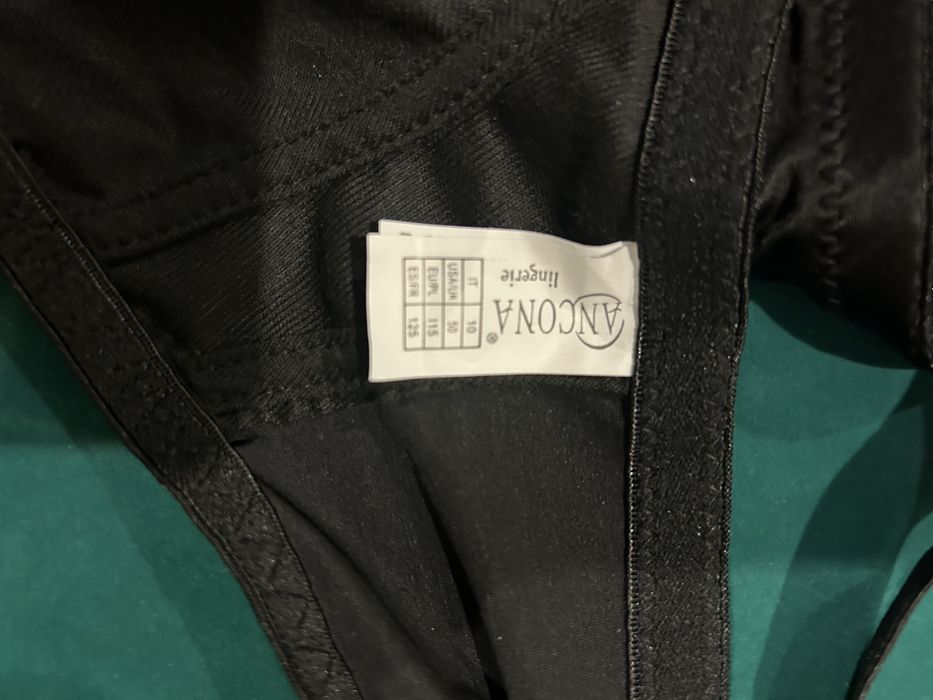 ANCONA®
lingerie
IT 10
USA/UK 50
EU/PL 115
ES/FR 125